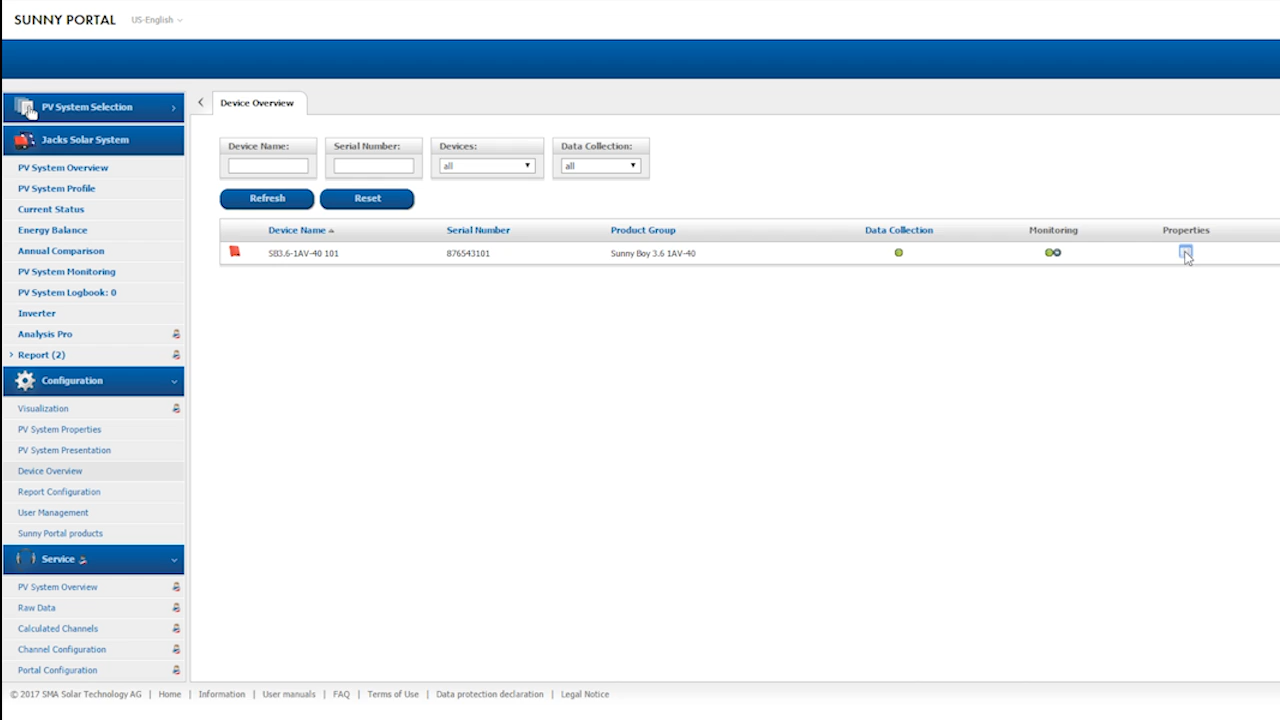 SUNNY PORTAL US-English
PV System Selection
Jacks Solar System
PV System Overview
PV System Profile
Current Status
Energy Balance
Annual Comparison
PV System Monitoring
PV System Logbook: 0
Inverter
Analysis Pro
Report (2)
Configuration
Visualization
PV System Properties
PV System Presentation
Device Overview
Report Configuration
User Management
Sunny Portal products
Service
PV System Overview
Raw Data
Calculated Channels
Channel Configuration
Portal Configuration
Device Overview
Device Name: Serial Number: Devices: Data Collection:
all all
Refresh Reset
Device Name Serial Number Product Group Data Collection Monitoring Properties
SB3.6-1AV-40 101 876543101 Sunny Boy 3.6 1AV-40
© 2017 SMA Solar Technology AG | Home | Information | User manuals | FAQ | Terms of Use | Data protection declaration | Legal Notice